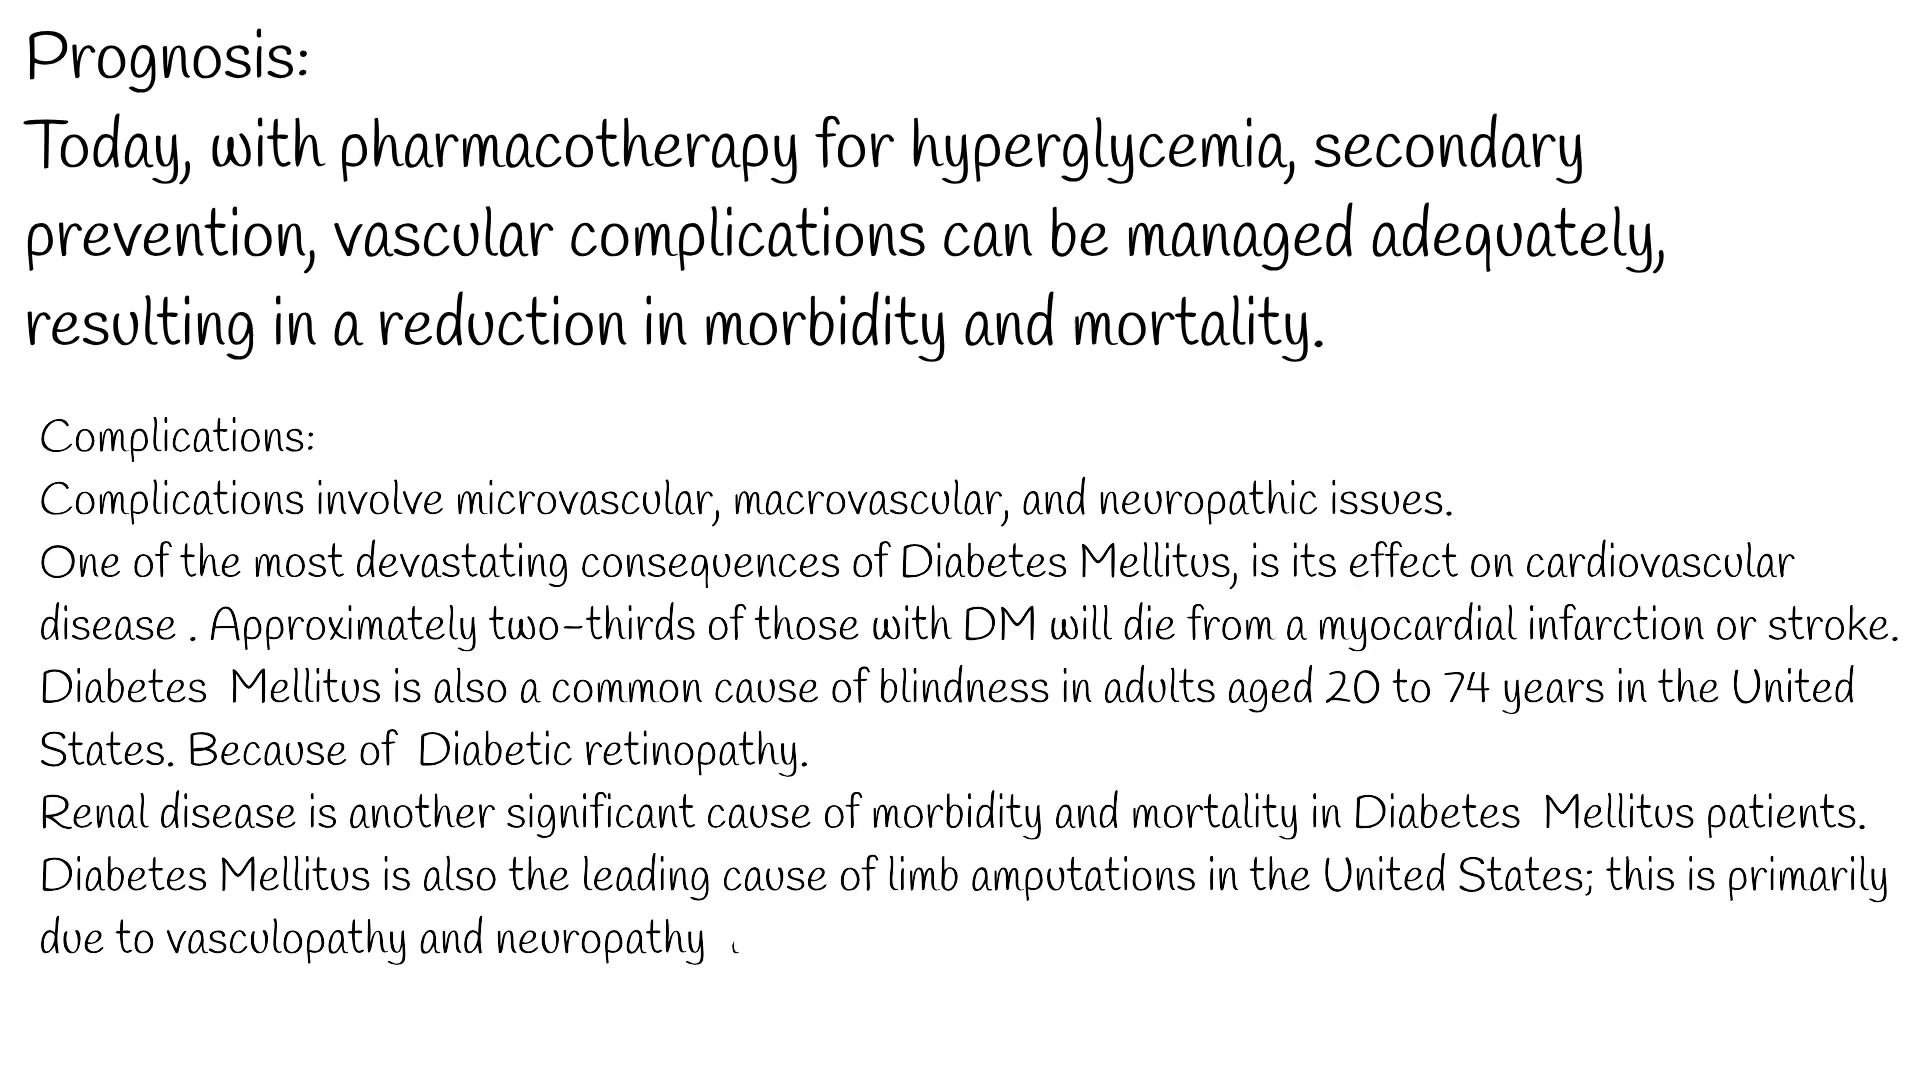 Prognosis:
Today, with pharmacotherapy for hyperglycemia, secondary
prevention, vascular complications can be managed adequately,
resulting in a reduction in morbidity and mortality.
Complications:
Complications involve microvascular, macrovascular, and neuropathic issues.
One of the most devastating consequences of Diabetes Mellitus, is its effect on cardiovascular
disease . Approximately two-thirds of those with DM will die from a myocardial infarction or stroke.
Diabetes Mellitus is also a common cause of blindness in adults aged 20 to 74 years in the United
States. Because of Diabetic retinopathy.
Renal disease is another significant cause of morbidity and mortality in Diabetes Mellitus patients.
Diabetes Mellitus is also the leading cause of limb amputations in the United States; this is primarily
due to vasculopathy and neuropathy